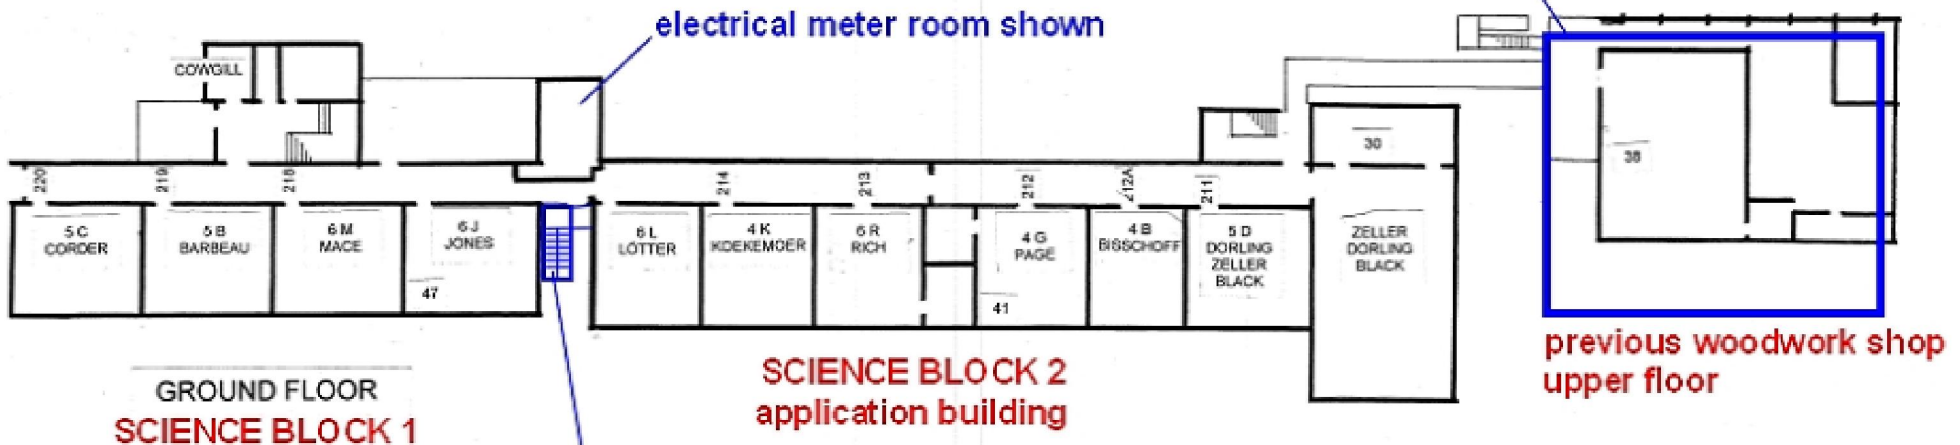 electrical meter room shown
COWGILL
30
38
220
219
218
214
213
212
212A
211
5 C
CORDER
5 B
BARBEAU
6 M
MACE
6 J
JONES
47
6 L
LOTTER
4 K
KOEKEMOER
6 R
RICH
4 G
PAGE
41
4 B
BISSCHOFF
5 D
DORLING
ZELLER
BLACK
ZELLER
DORLING
BLACK
previous woodwork shop
upper floor
GROUND FLOOR
SCIENCE BLOCK 1
SCIENCE BLOCK 2
application building